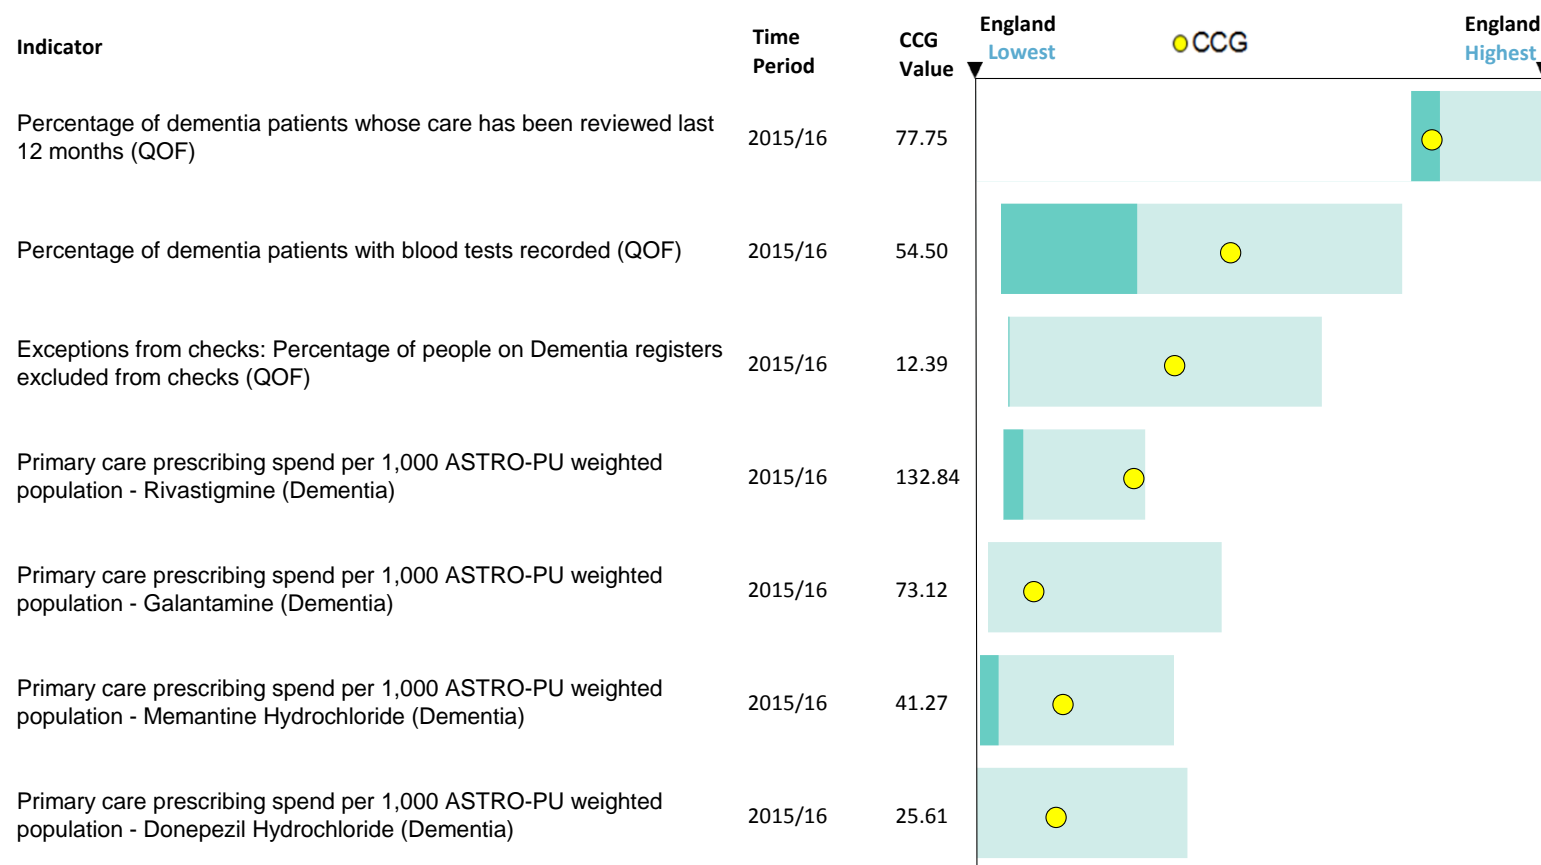 Indicator
Time
Period
CCG
Value
England
Lowest
CCG
England
Highest
Percentage of dementia patients whose care has been reviewed last
12 months (QOF)
2015/16
77.75
Percentage of dementia patients with blood tests recorded (QOF)
2015/16
54.50
Exceptions from checks: Percentage of people on Dementia registers
excluded from checks (QOF)
2015/16
12.39
Primary care prescribing spend per 1,000 ASTRO-PU weighted
population - Rivastigmine (Dementia)
2015/16
132.84
Primary care prescribing spend per 1,000 ASTRO-PU weighted
population - Galantamine (Dementia)
2015/16
73.12
Primary care prescribing spend per 1,000 ASTRO-PU weighted
population - Memantine Hydrochloride (Dementia)
2015/16
41.27
Primary care prescribing spend per 1,000 ASTRO-PU weighted
population - Donepezil Hydrochloride (Dementia)
2015/16
25.61